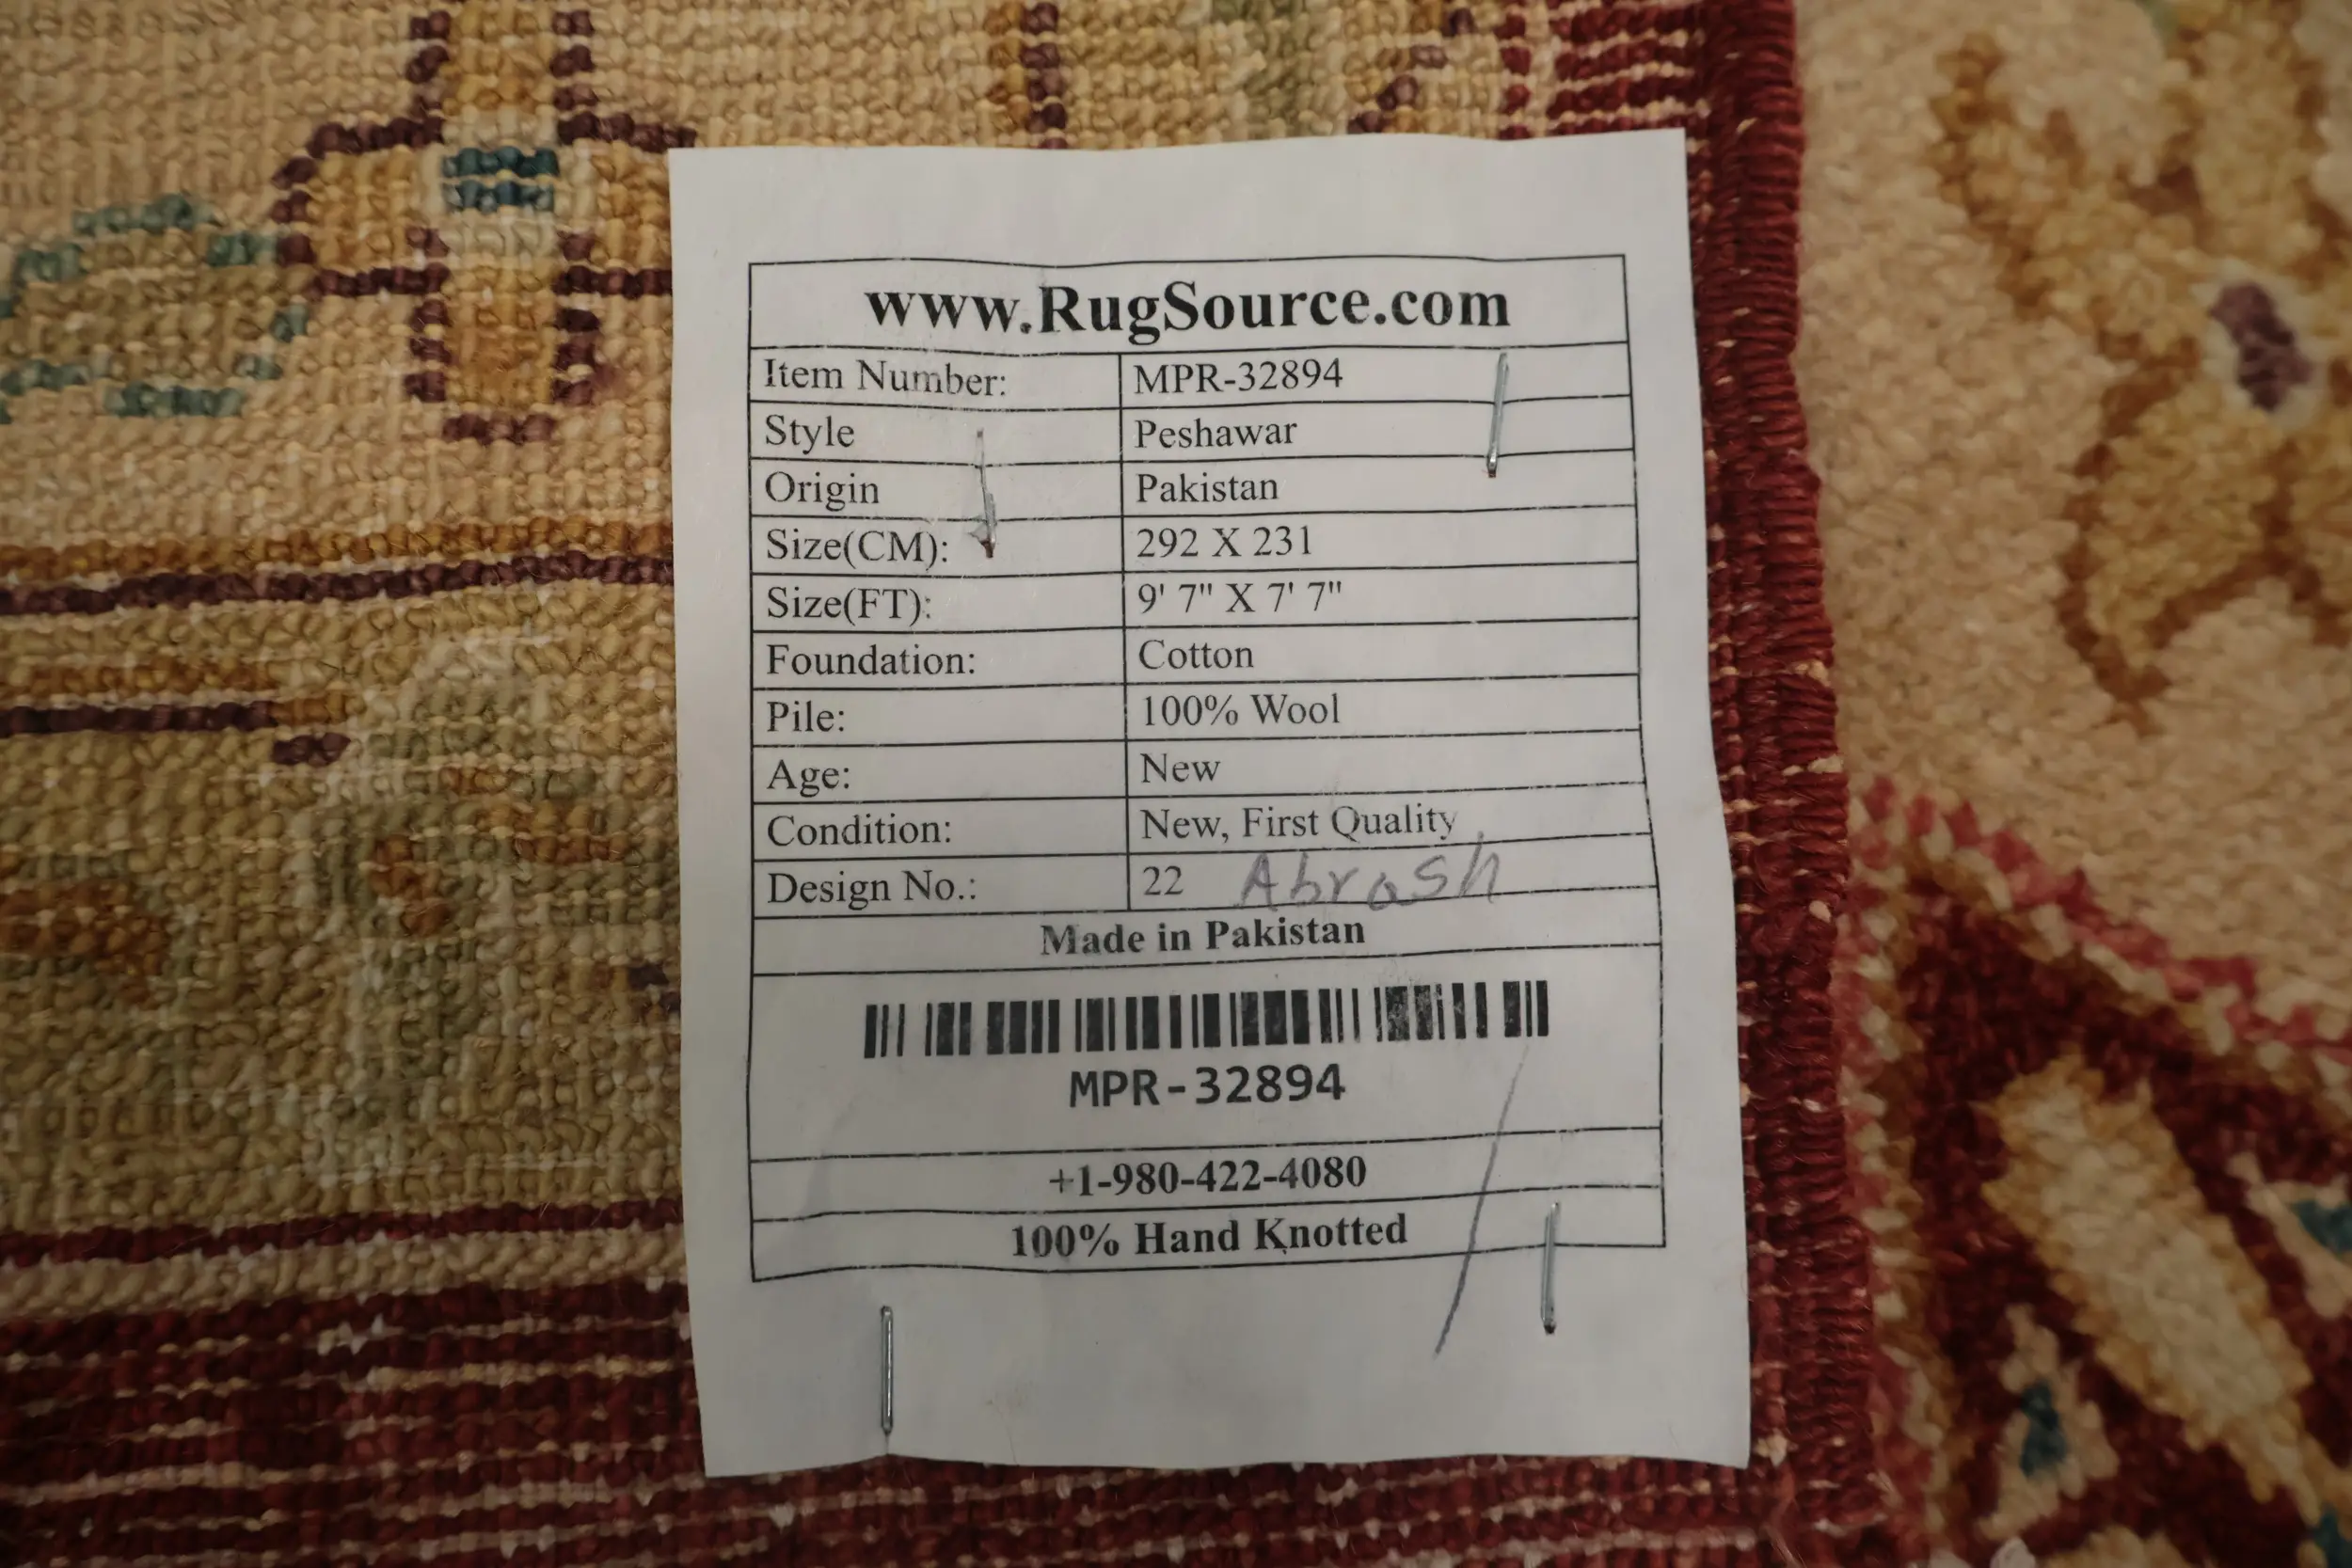 www.RugSource.com
Item Number: MPR-32894
Style Peshawar
Origin Pakistan
Size(CM): 292 X 231
Size(FT): 9' 7" X 7' 7"
Foundation: Cotton
Pile: 100% Wool
Age: New
Condition: New, First Quality
Design No.: 22 Abrash
Made in Pakistan
MPR-32894
+1-980-422-4080
100% Hand Knotted